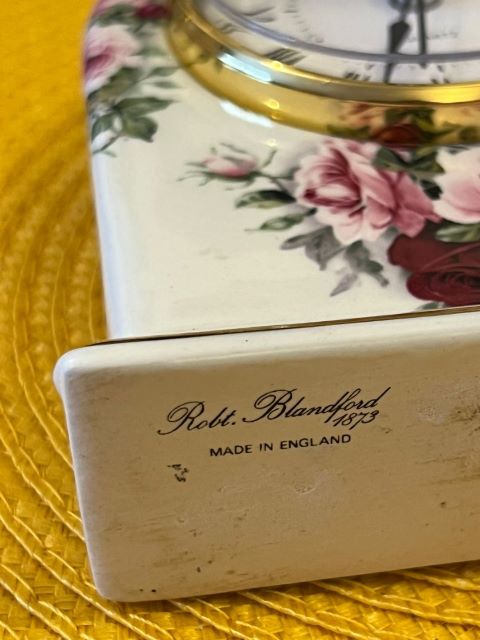 Robt. Blandford
1873
MADE IN ENGLAND